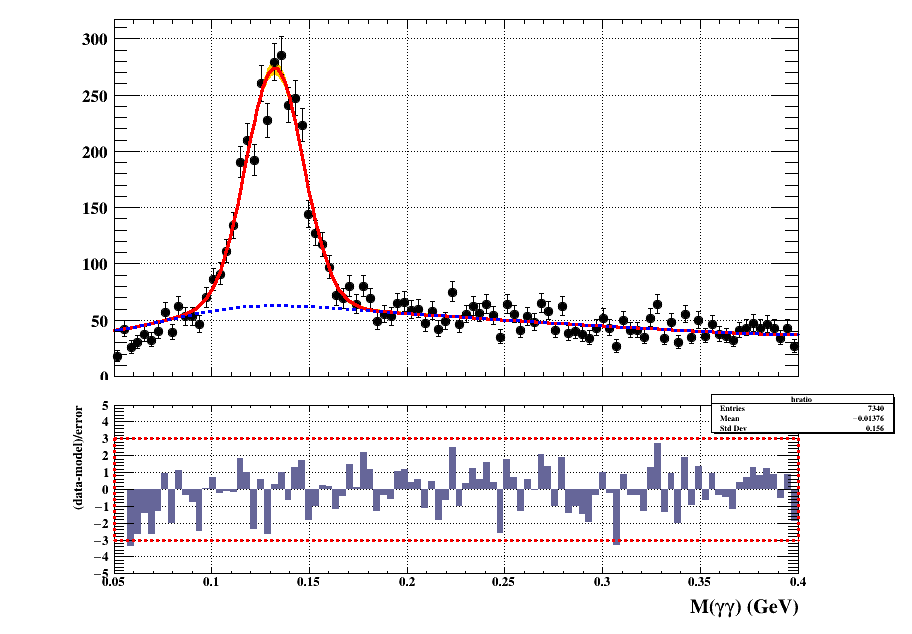 300
250
200
150
100
50
0
(data-model)/error
5
4
3
2
1
0
−1
−2
−3
−4
−5
hratio
Entries 7340
Mean −0.01376
Std Dev 0.156
0.05 0.1 0.15 0.2 0.25 0.3 0.35 0.4
M(γγ) (GeV)